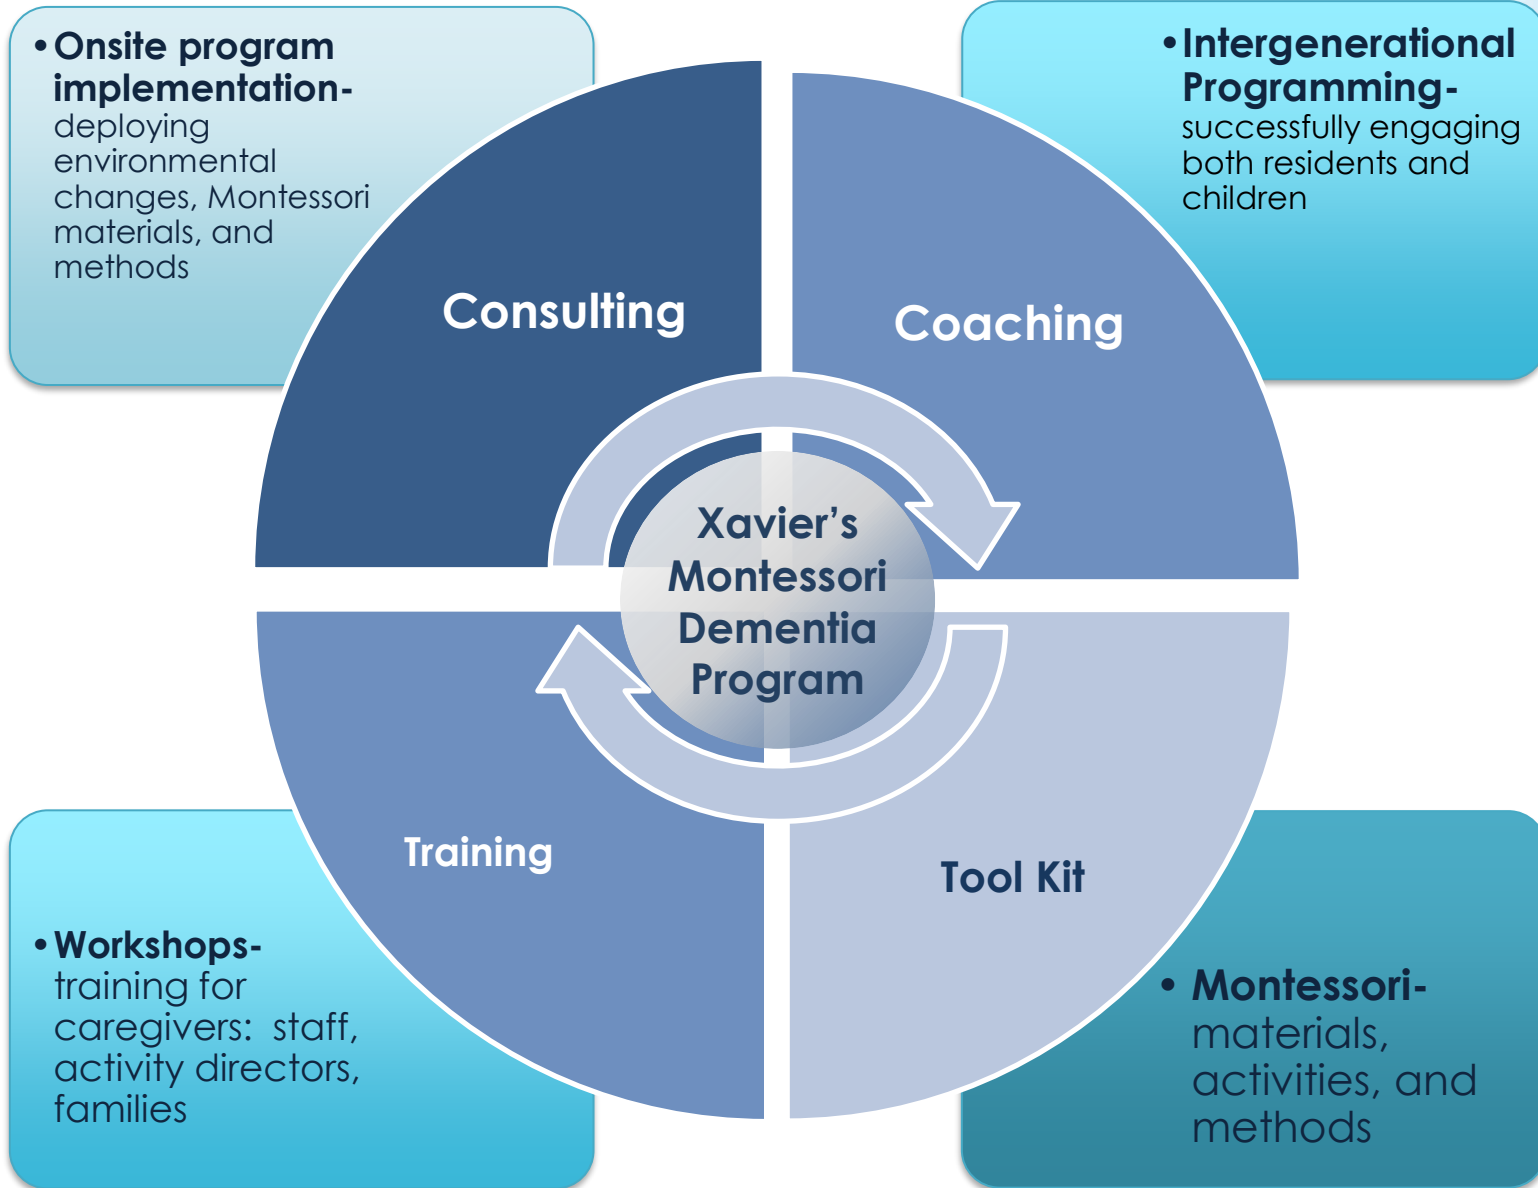 • Onsite program
implementation-
deploying
environmental
changes, Montessori
materials, and
methods
• Intergenerational
Programming-
successfully engaging
both residents and
children
Consulting
Coaching
Xavier’s
Montessori
Dementia
Program
Training
Tool Kit
• Workshops-
training for
caregivers:  staff,
activity directors,
families
• Montessori-
materials,
activities, and
methods